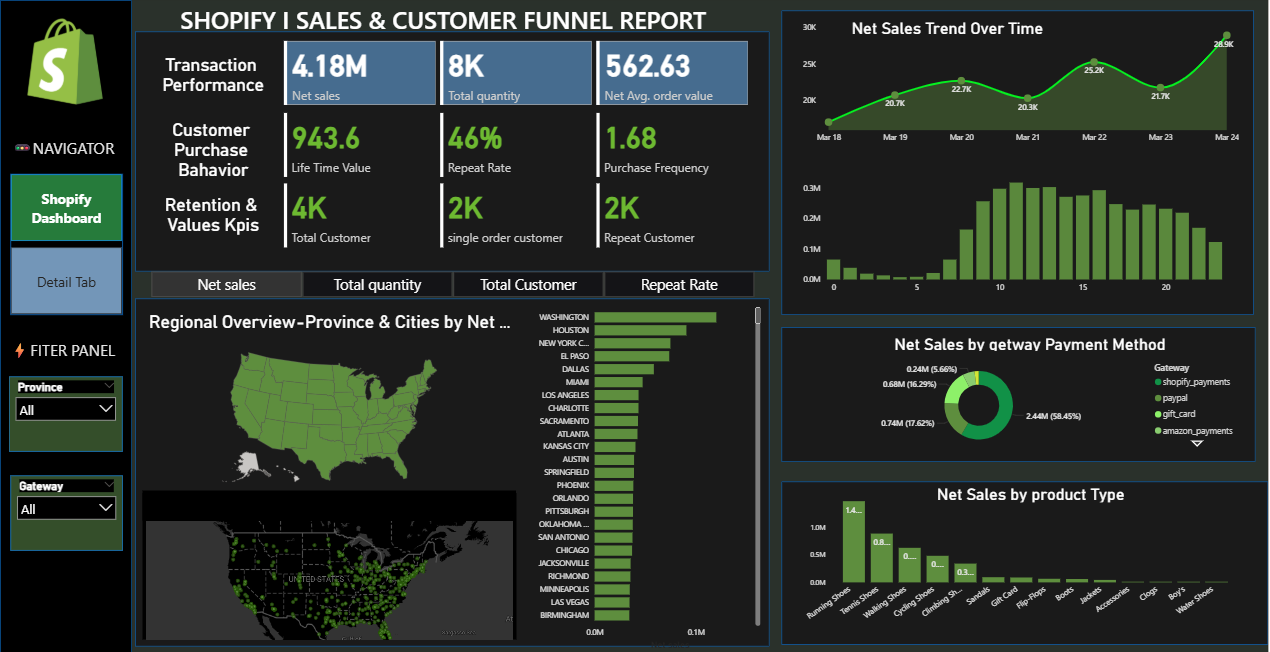 SHOPIFY I SALES & CUSTOMER FUNNEL REPORT
NAVIGATOR
Shopify
Dashboard
Detail Tab
FITER PANEL
Province
All
Gateway
All
Transaction
Performance
4.18M
Net sales
8K
Total quantity
562.63
Net Avg. order value
Customer
Purchase
Bahavior
943.6
Life Time Value
46%
Repeat Rate
1.68
Purchase Frequency
Retention &
Values Kpis
4K
Total Customer
2K
single order customer
2K
Repeat Customer
Net sales
Total quantity
Total Customer
Repeat Rate
Regional Overview-Province & Cities by Net ...
UNITED STATES
WASHINGTON
HOUSTON
NEW YORK C...
EL PASO
DALLAS
MIAMI
LOS ANGELES
CHARLOTTE
SACRAMENTO
ATLANTA
KANSAS CITY
AUSTIN
SPRINGFIELD
PHOENIX
ORLANDO
PITTSBURGH
OKLAHOMA ...
SAN ANTONIO
CHICAGO
JACKSONVILLE
RICHMOND
MINNEAPOLIS
LAS VEGAS
BIRMINGHAM
0.0M
0.1M
Net Sales Trend Over Time
30K
25K
20K
20.7K
22.7K
20.3K
25.2K
21.7K
28.9K
Mar 18
Mar 19
Mar 20
Mar 21
Mar 22
Mar 23
Mar 24
0.3M
0.2M
0.1M
0.0M
0
5
10
15
20
Net Sales by getway Payment Method
0.24M (5.66%)
0.68M (16.29%)
0.74M (17.62%)
2.44M (58.45%)
Gateway
shopify_payments
paypal
gift_card
amazon_payments
Net Sales by product Type
1.0M
0.5M
0.0M
1.4...
0.8...
0....
0....
0.3...
Running Shoes
Tennis Shoes
Walking Shoes
Cycling Shoes
Climbing Sh...
Sandals
Gift Card
Flip-Flops
Boots
Jackets
Accessories
Clogs
Boy's
Water Shoes